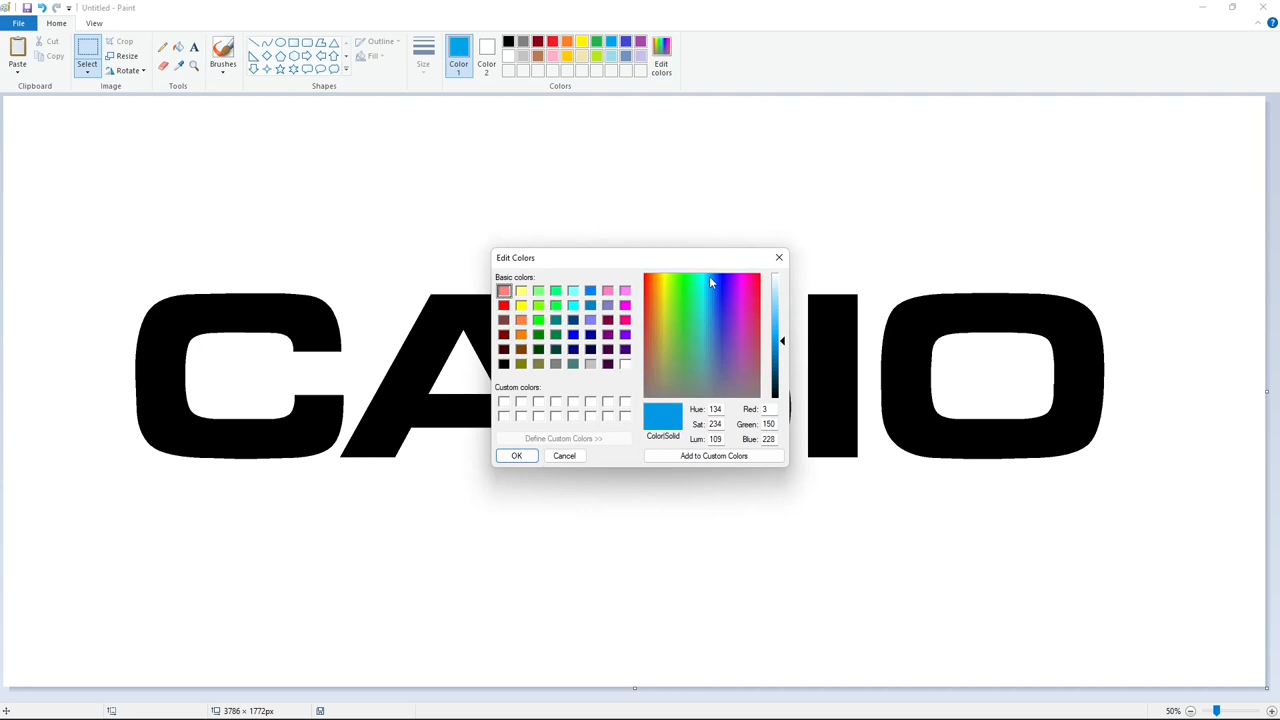 Untitled - Paint
File Home View
Paste
Cut
Copy
Clipboard
Select
Crop
Resize
Rotate
Image
Tools
Brushes
Shapes
Outline
Fill
Size
Color 1
Color 2
Edit colors
Colors
Edit Colors
Basic colors:
Custom colors:
Define Custom Colors >>
OK Cancel
Color|Solid
Hue: 134 Red: 3
Sat: 234 Green: 150
Lum: 109 Blue: 228
Add to Custom Colors
3786 × 1772px
50%